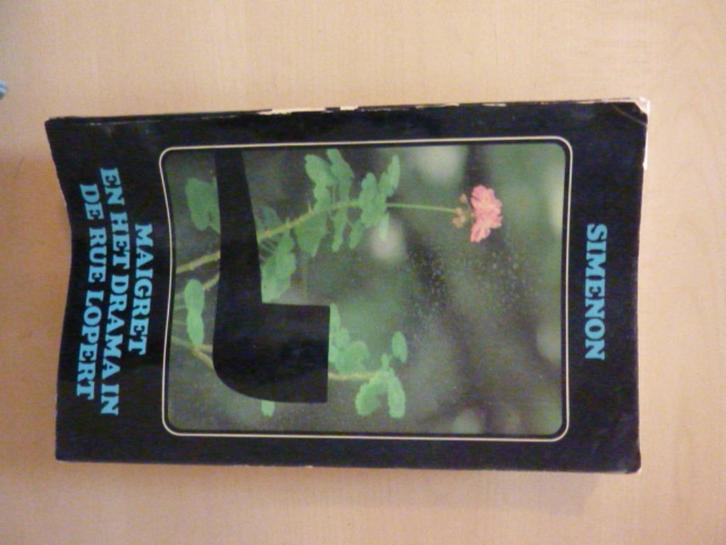 SIMENON
MAIGRET
EN HET DRAMA IN
DE RUE LOPERT